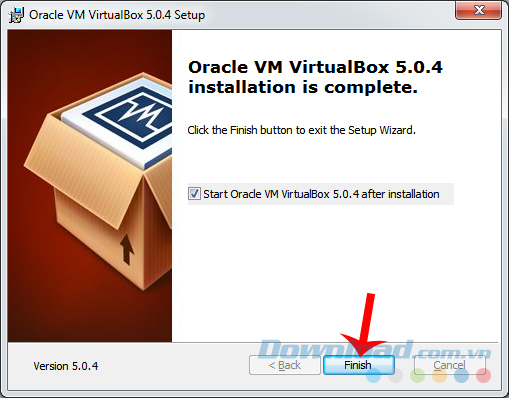 Oracle VM VirtualBox 5.0.4 Setup
Oracle VM VirtualBox 5.0.4
installation is complete.
Click the Finish button to exit the Setup Wizard.
Start Oracle VM VirtualBox 5.0.4 after installation
Download.com.vn
Version 5.0.4
< Back
Finish
Cancel